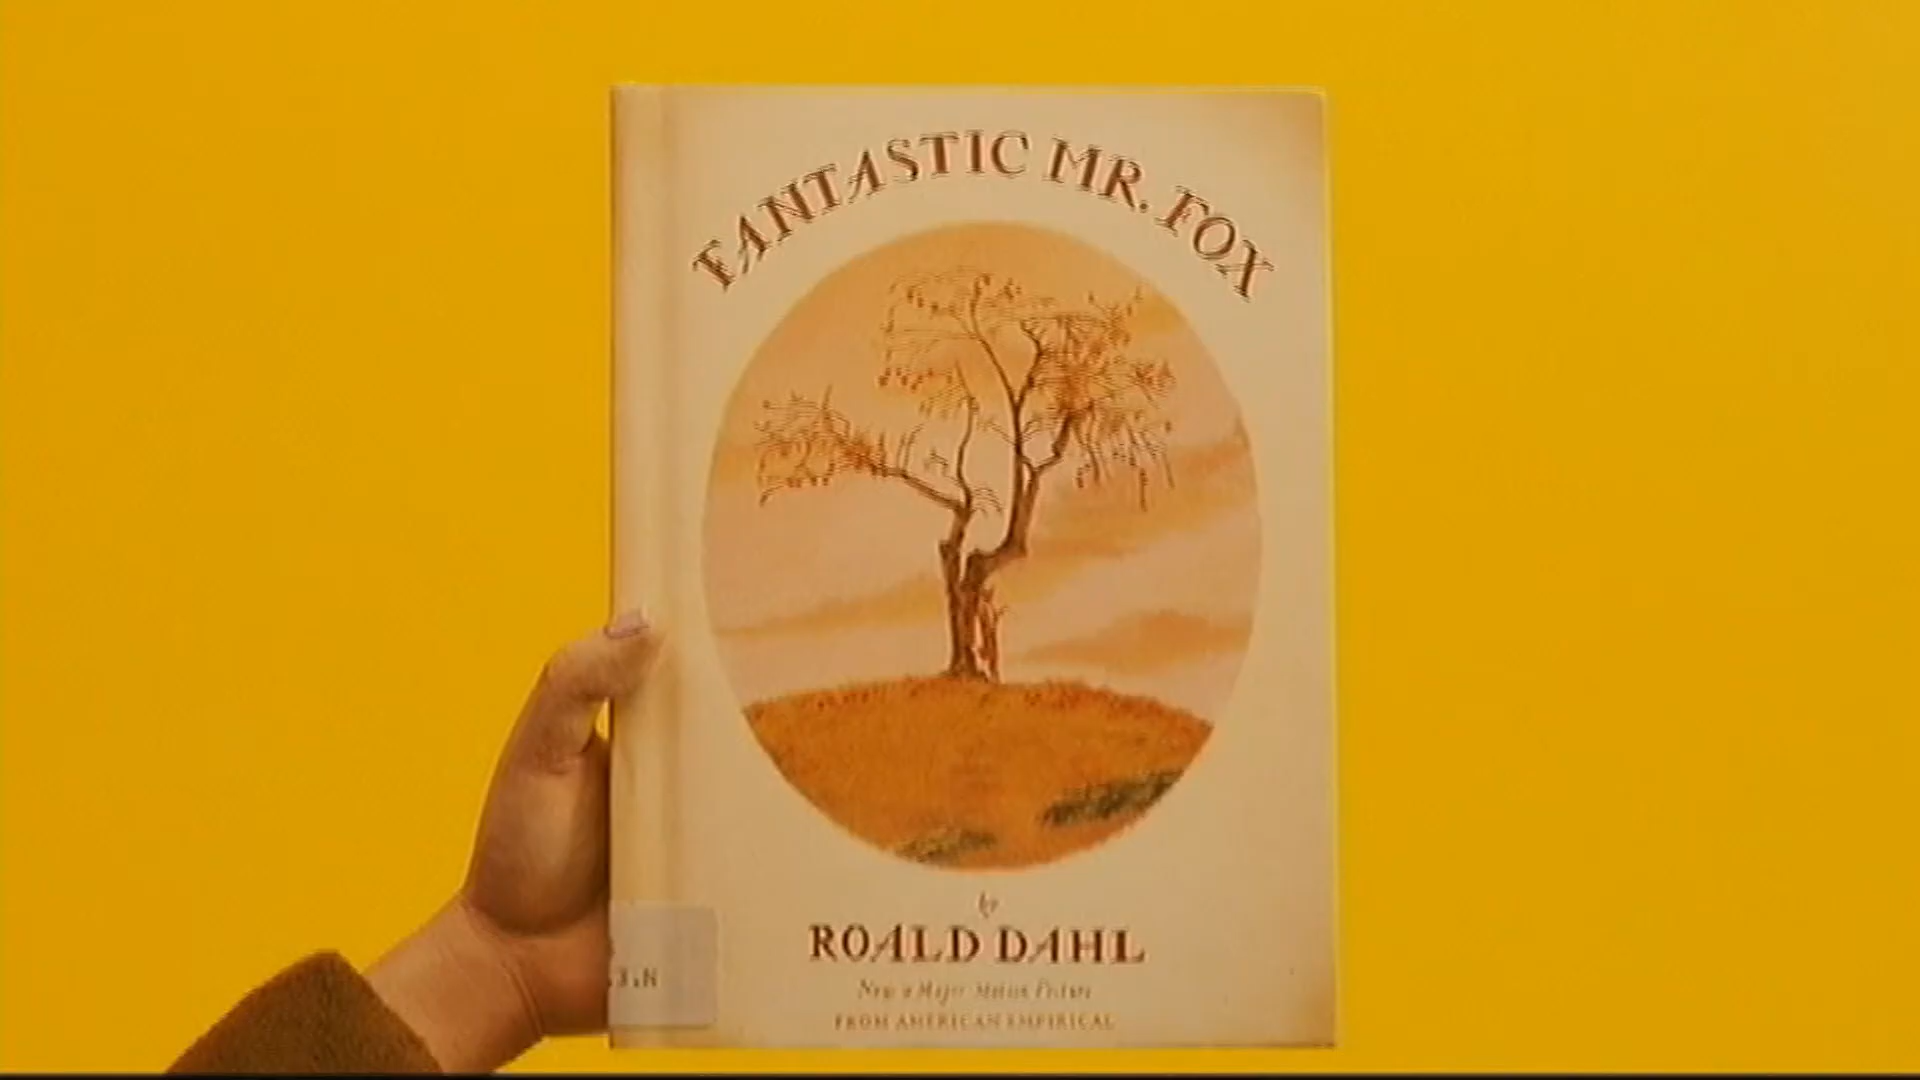 FANTASTIC MR. FOX
by
ROALD DAHL
Now a Major Motion Picture
FROM AMERICAN EMPIRICAL